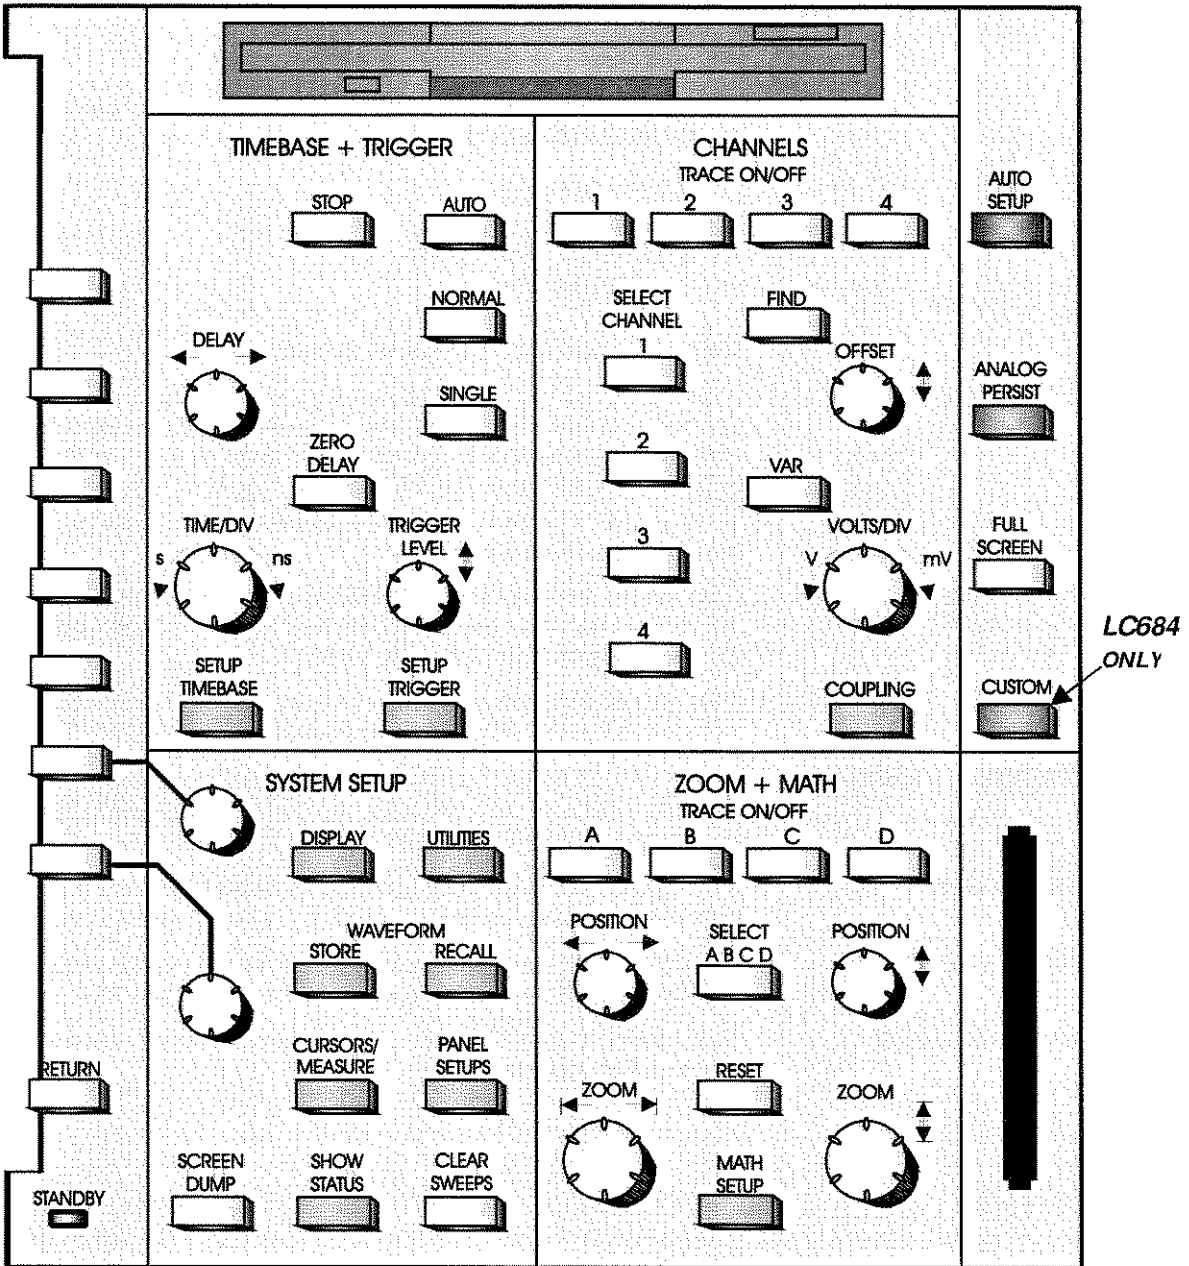 TIMEBASE + TRIGGER
STOP
AUTO
NORMAL
DELAY
SINGLE
ZERO
DELAY
TIME/DIV
s
ns
TRIGGER
LEVEL
SETUP
TIMEBASE
SETUP
TRIGGER
CHANNELS
TRACE ON/OFF
1
2
3
4
SELECT
CHANNEL
1
2
3
4
FIND
OFFSET
VAR
VOLTS/DIV
V
mV
COUPLING
AUTO
SETUP
ANALOG
PERSIST
FULL
SCREEN
CUSTOM
LC684
ONLY
SYSTEM SETUP
DISPLAY
UTILITIES
WAVEFORM
STORE
RECALL
CURSORS/
MEASURE
PANEL
SETUPS
SCREEN
DUMP
SHOW
STATUS
CLEAR
SWEEPS
ZOOM + MATH
TRACE ON/OFF
A
B
C
D
POSITION
SELECT
A B C D
POSITION
RESET
ZOOM
ZOOM
MATH
SETUP
RETURN
STANDBY